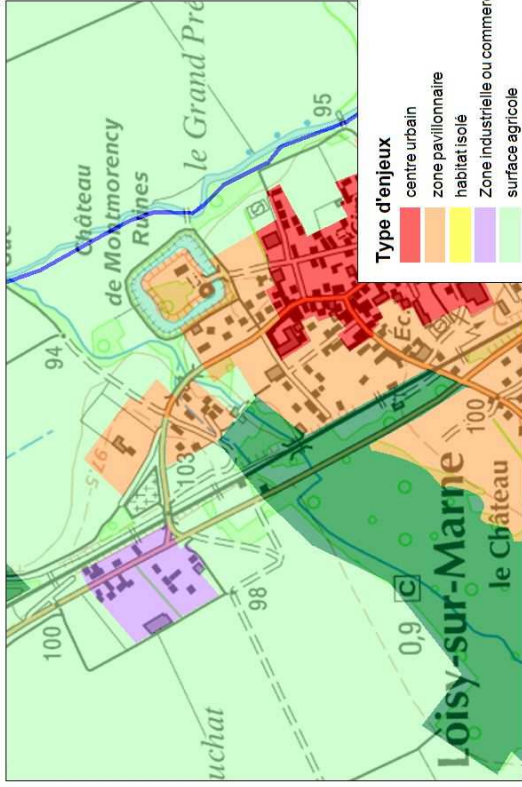 Château
de Montmorency
Ruines
le Grand Pré
95
94
97.5
103
100
98
uchat
0,9
C
Loisy-sur-Marne
le Château
100
Éc.
Type d'enjeux
centre urbain
zone pavillonnaire
habitat isolé
Zone industrielle ou commer
surface agricole